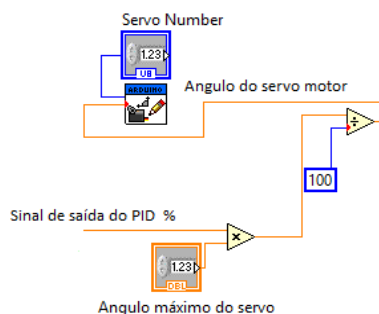 Servo Number
1.23
U8
ARDUINO
Angulo do servo motor
÷
100
Sinal de saída do PID %
×
1.23
DBL
Angulo máximo do servo